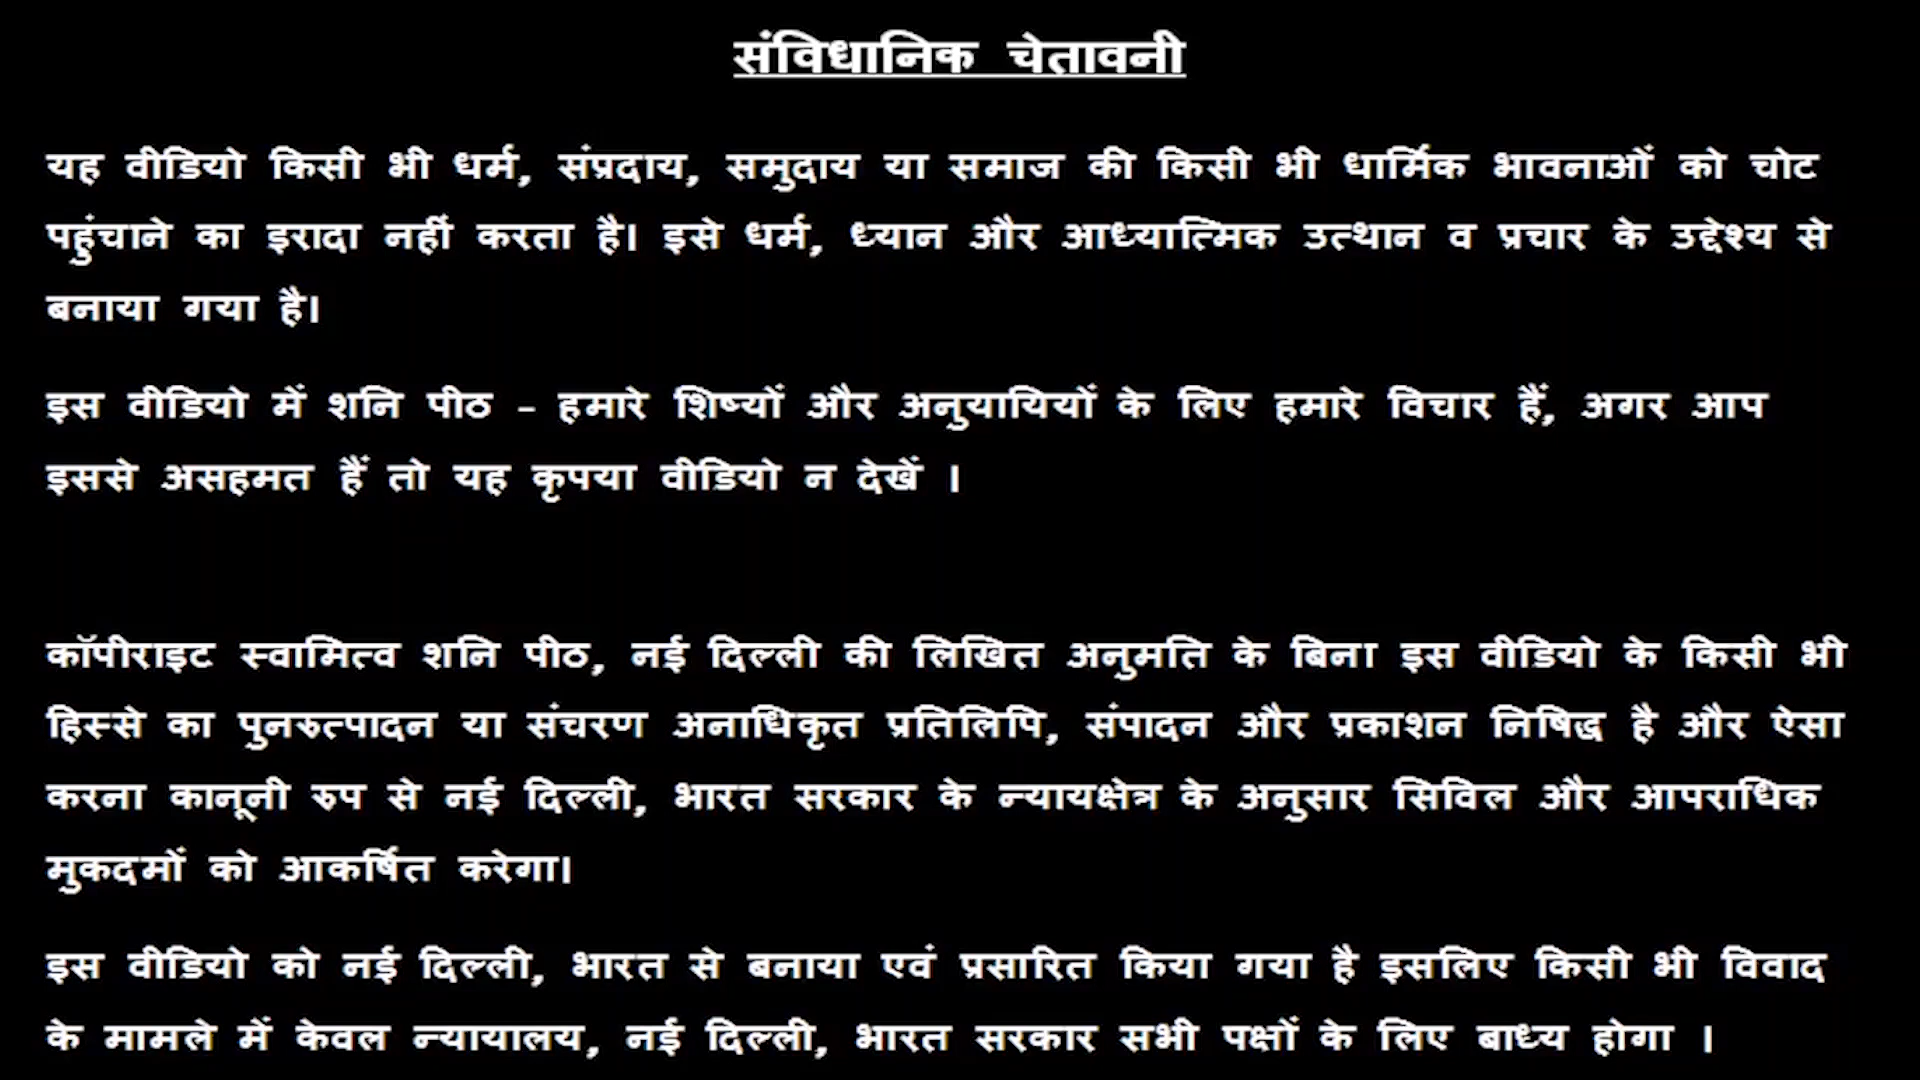 संविधानिक चेतावनी
यह वीडियो किसी भी धर्म, संप्रदाय, समुदाय या समाज की किसी भी धार्मिक भावनाओं को चोट
पहुंचाने का इरादा नहीं करता है। इसे धर्म, ध्यान और आध्यात्मिक उत्थान व प्रचार के उद्देश्य से
बनाया गया है।
इस वीडियो में शनि पीठ – हमारे शिष्यों और अनुयायियों के लिए हमारे विचार हैं, अगर आप
इससे असहमत हैं तो यह कृपया वीडियो न देखें ।
कॉपीराइट स्वामित्व शनि पीठ, नई दिल्ली की लिखित अनुमति के बिना इस वीडियो के किसी भी
हिस्से का पुनरुत्पादन या संचरण अनाधिकृत प्रतिलिपि, संपादन और प्रकाशन निषिद्ध है और ऐसा
करना कानूनी रुप से नई दिल्ली, भारत सरकार के न्यायक्षेत्र के अनुसार सिविल और आपराधिक
मुकदमों को आकर्षित करेगा।
इस वीडियो को नई दिल्ली, भारत से बनाया एवं प्रसारित किया गया है इसलिए किसी भी विवाद
के मामले में केवल न्यायालय, नई दिल्ली, भारत सरकार सभी पक्षों के लिए बाध्य होगा ।